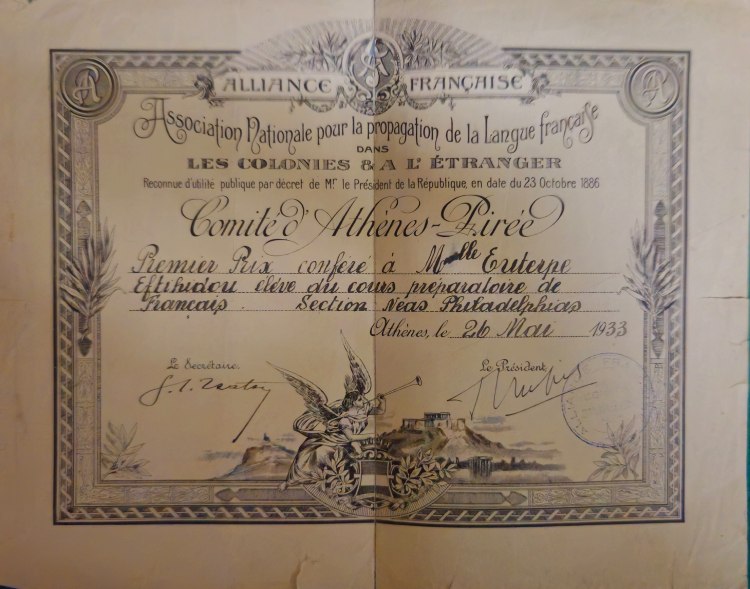 ALLIANCE FRANÇAISE
Association Nationale pour la propagation de la Langue française
DANS
LES COLONIES & A L'ÉTRANGER
Reconnue d'utilité publique par décret de Mr le Président de la République, en date du 23 Octobre 1886
Comité d'Athènes-Pirée
Premier Prix conféré à Mlle Euterpe
Eftihidou élève du cours préparatoire de
Français. Section Néas Philadelphias
Athènes, le 26 Mai 1933
Le Secrétaire. Le Président